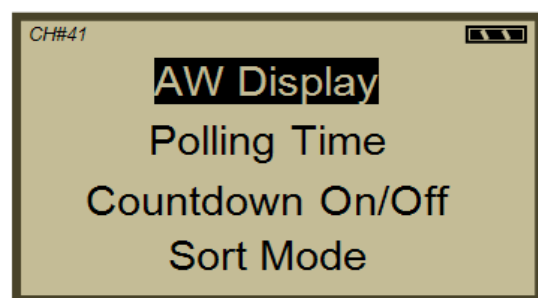 CH#41
AW Display
Polling Time
Countdown On/Off
Sort Mode